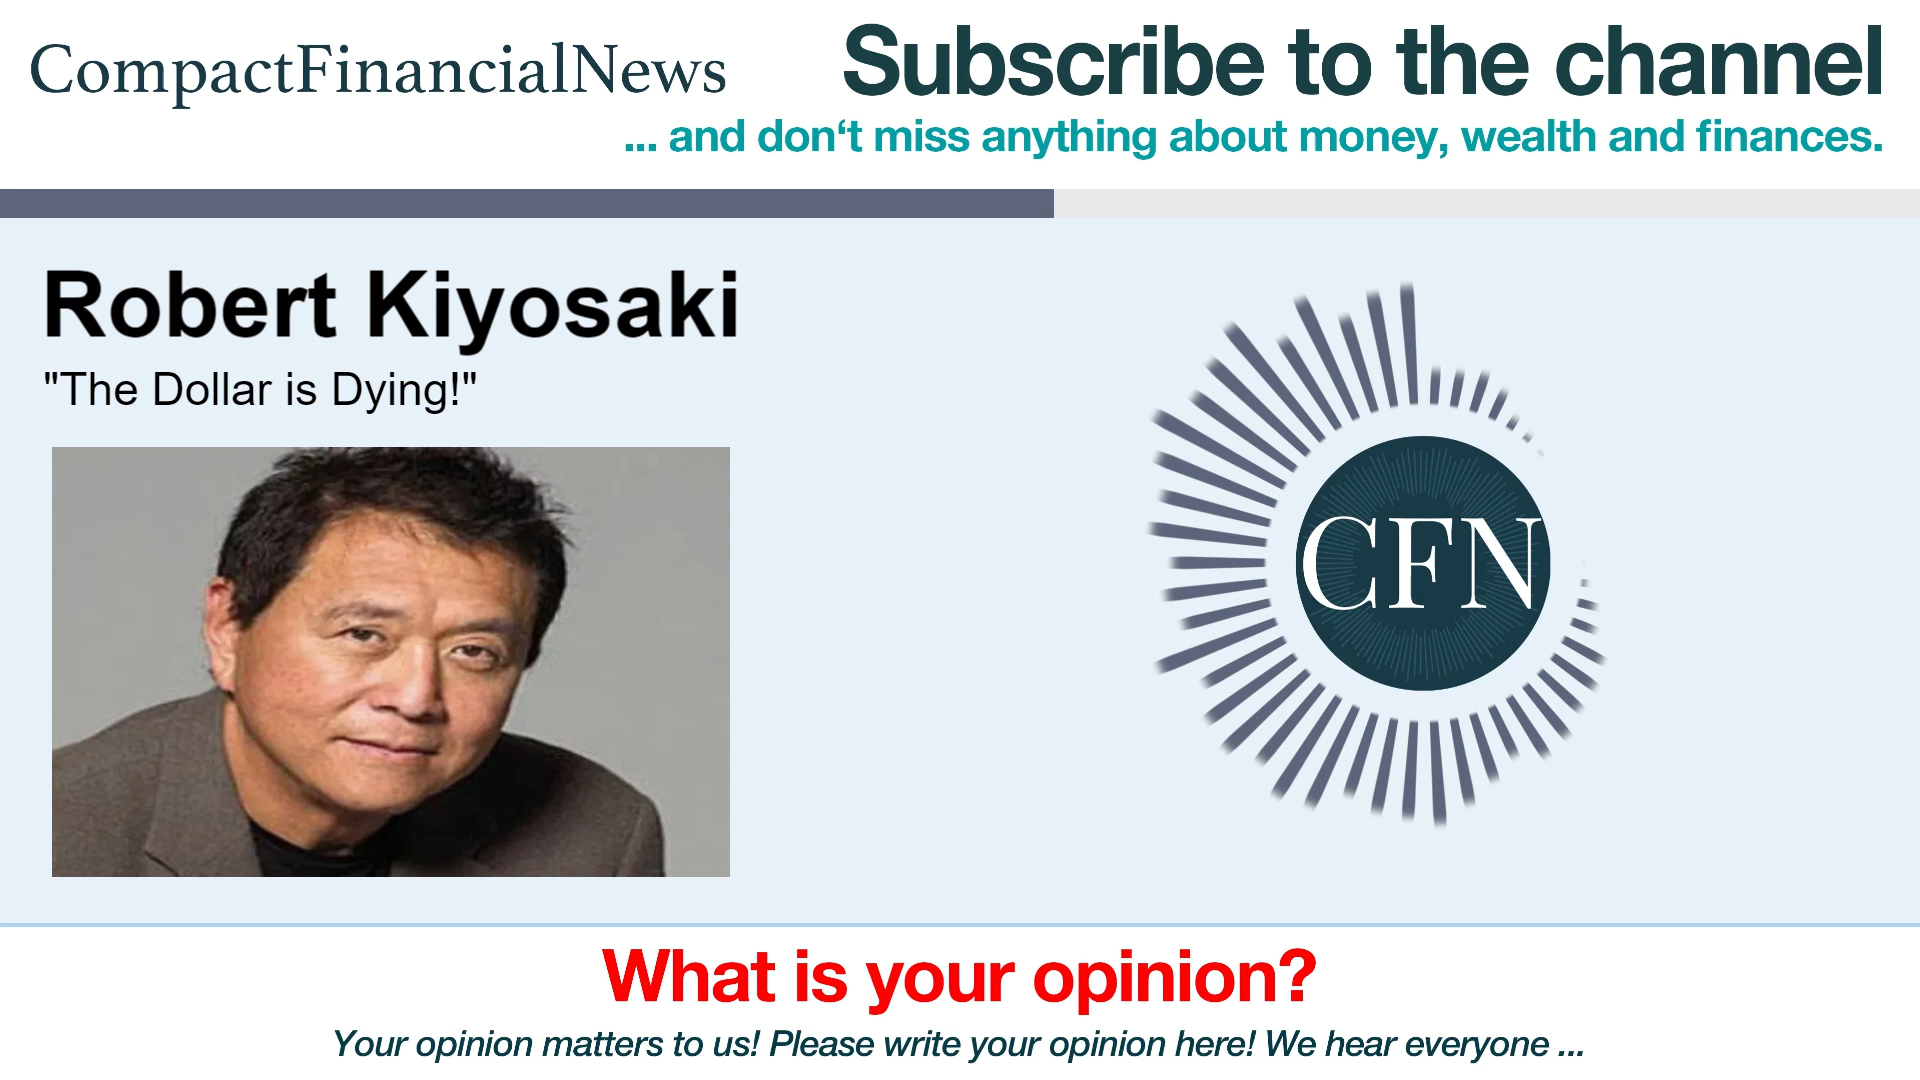 CompactFinancialNews
Subscribe to the channel
... and don‘t miss anything about money, wealth and finances.
Robert Kiyosaki
"The Dollar is Dying!"
CFN
What is your opinion?
Your opinion matters to us! Please write your opinion here! We hear everyone ...